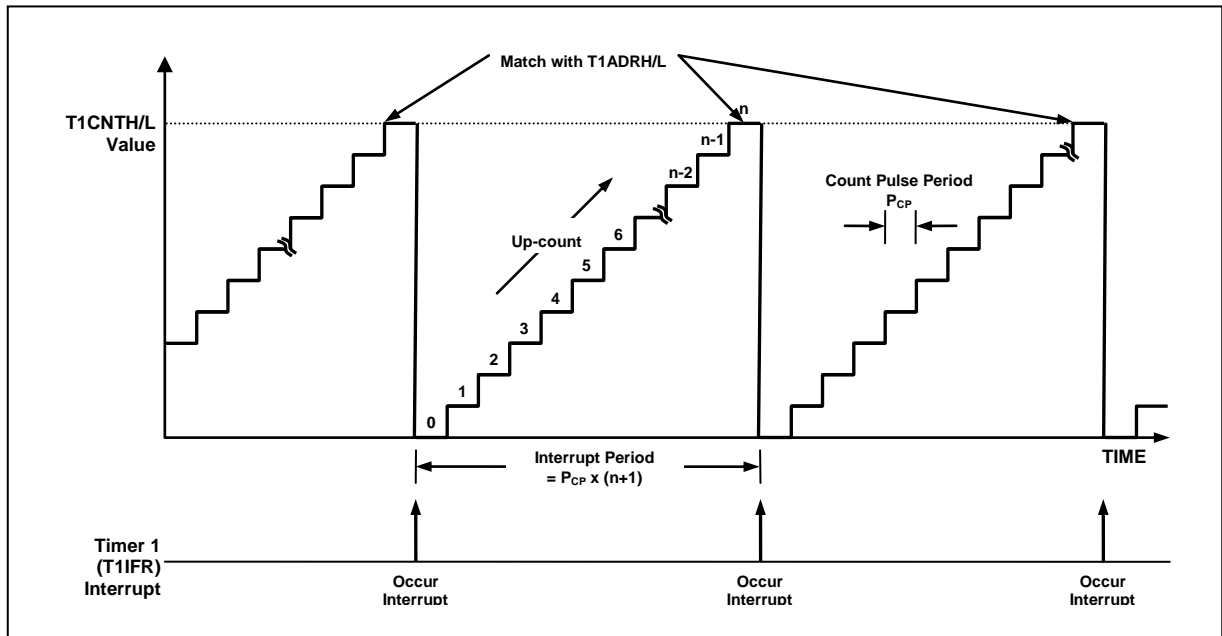 Match with T1ADRH/L
T1CNTH/L
Value
n
n-1
n-2
Count Pulse Period
PCP
6
Up-count
5
4
3
2
1
0
TIME
Interrupt Period
= PCP x (n+1)
Timer 1
(T1IFR)
Interrupt
Occur
Interrupt
Occur
Interrupt
Occur
Interrupt